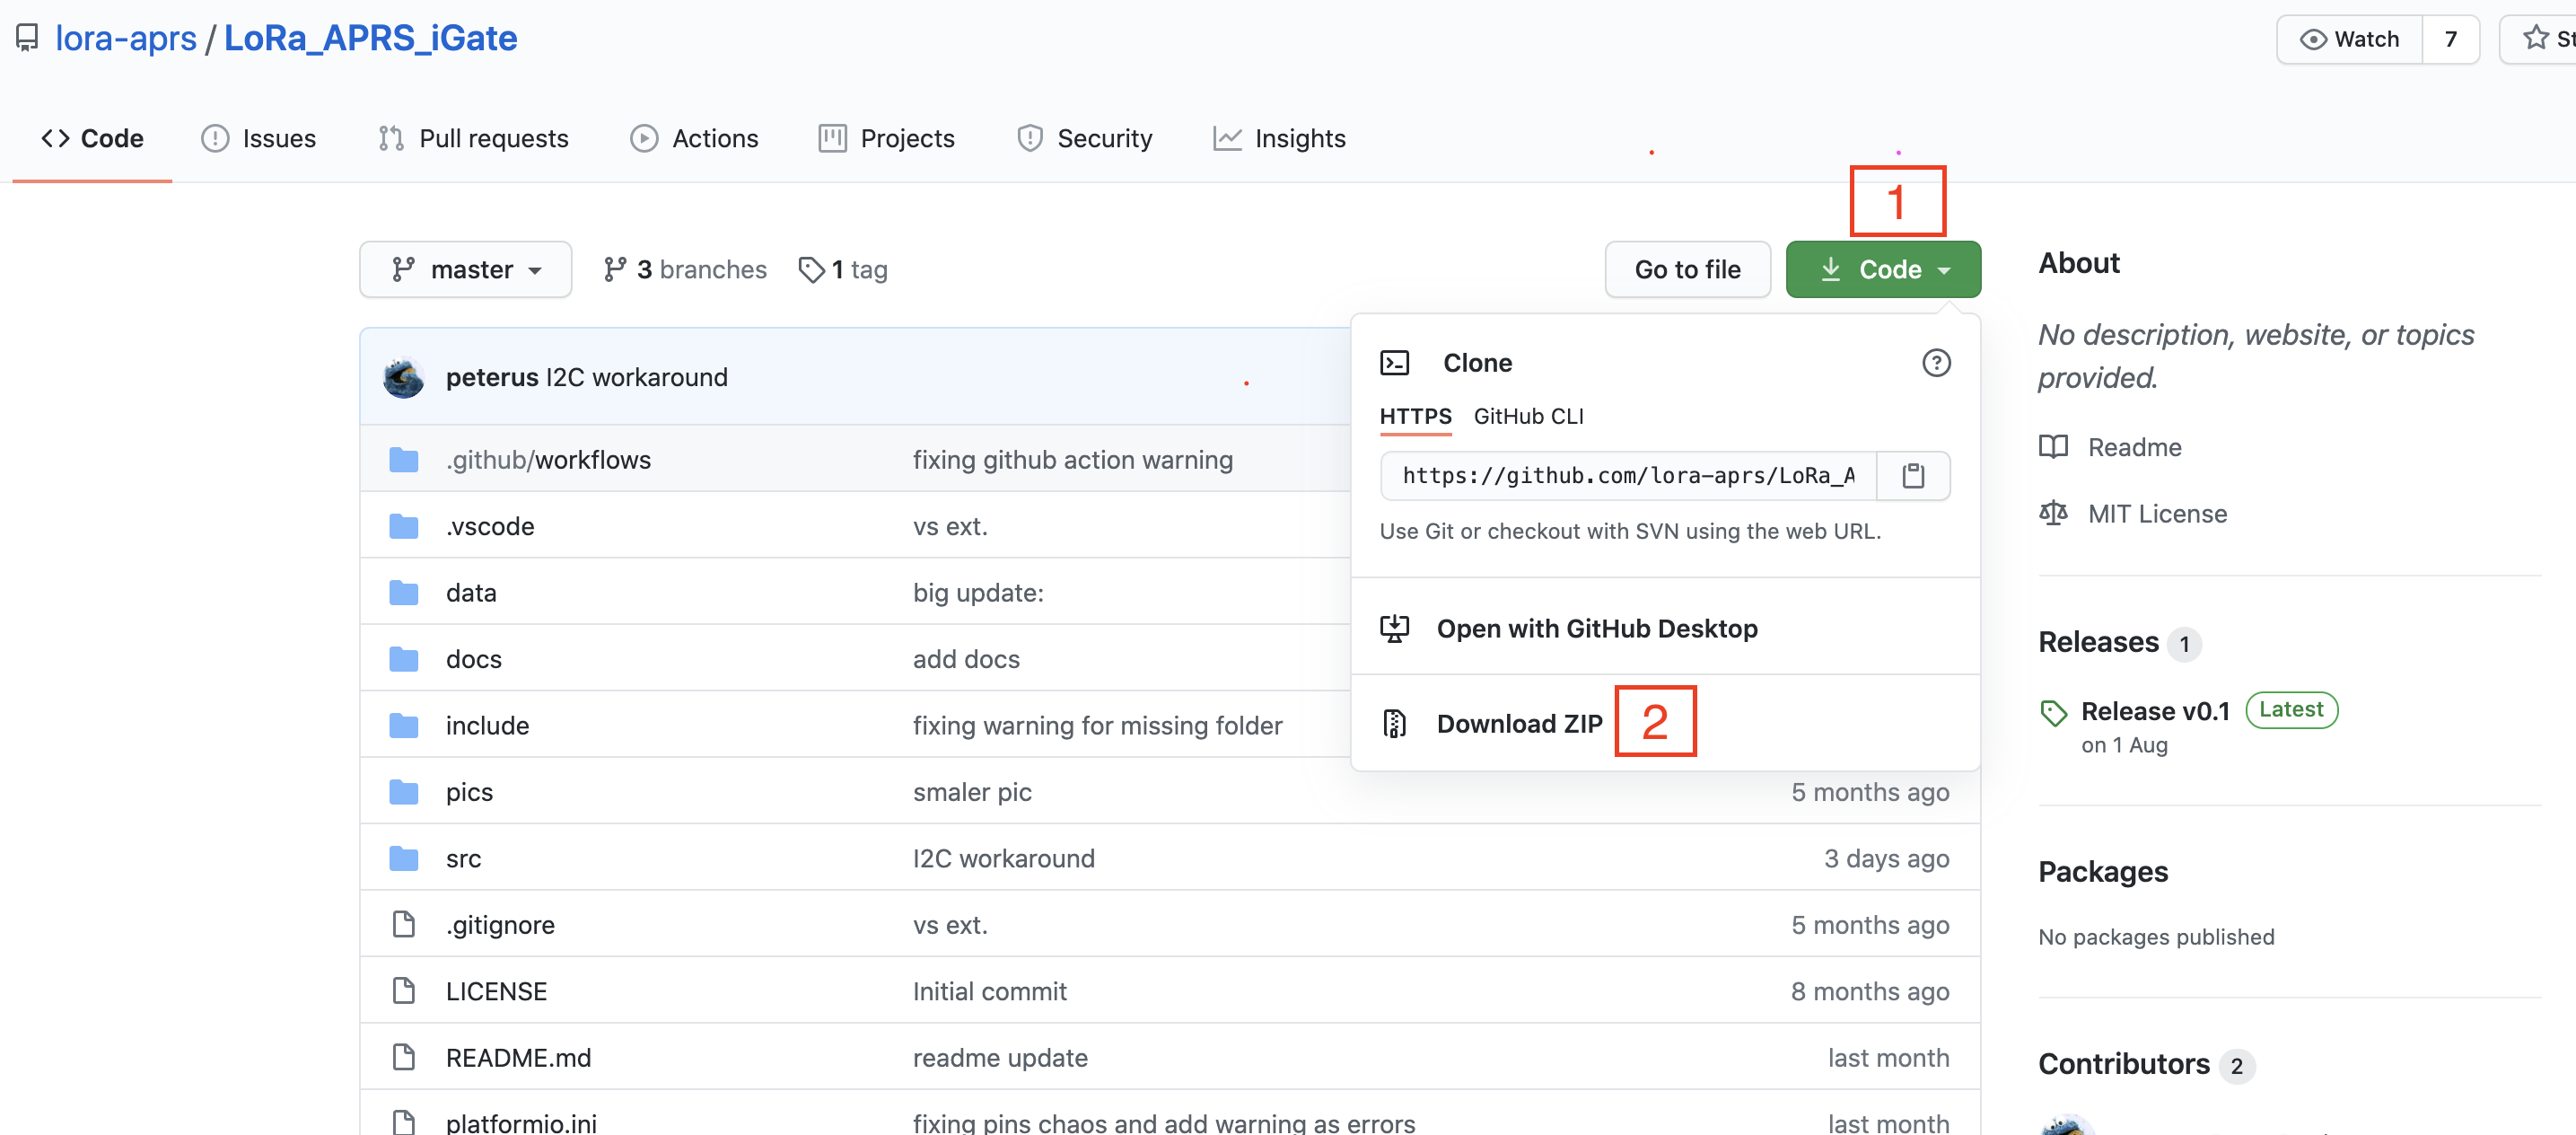 lora-aprs / LoRa_APRS_iGate
Watch 7
Code Issues Pull requests Actions Projects Security Insights
1
master 3 branches 1 tag Go to file Code
peterus I2C workaround
.github/workflows fixing github action warning
.vscode vs ext.
data big update:
docs add docs
include fixing warning for missing folder
pics smaler pic 5 months ago
src I2C workaround 3 days ago
.gitignore vs ext. 5 months ago
LICENSE Initial commit 8 months ago
README.md readme update last month
platformio.ini fixing pins chaos and add warning as errors last month
Clone
HTTPS GitHub CLI
https://github.com/lora-aprs/LoRa_A
Use Git or checkout with SVN using the web URL.
Open with GitHub Desktop
Download ZIP 2
About
No description, website, or topics
provided.
Readme
MIT License
Releases 1
Release v0.1 Latest
on 1 Aug
Packages
No packages published
Contributors 2